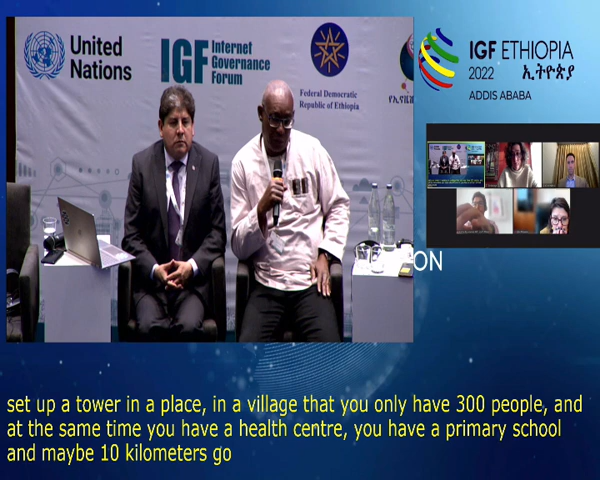 United
Nations
IGF
Internet
Governance
Forum
Federal Democratic
Republic of Ethiopia
IGF ETHIOPIA
2022 ኢትዮጵያ
ADDIS ABABA
ON
set up a tower in a place, in a village that you only have 300 people, and
at the same time you have a health centre, you have a primary school
and maybe 10 kilometers go